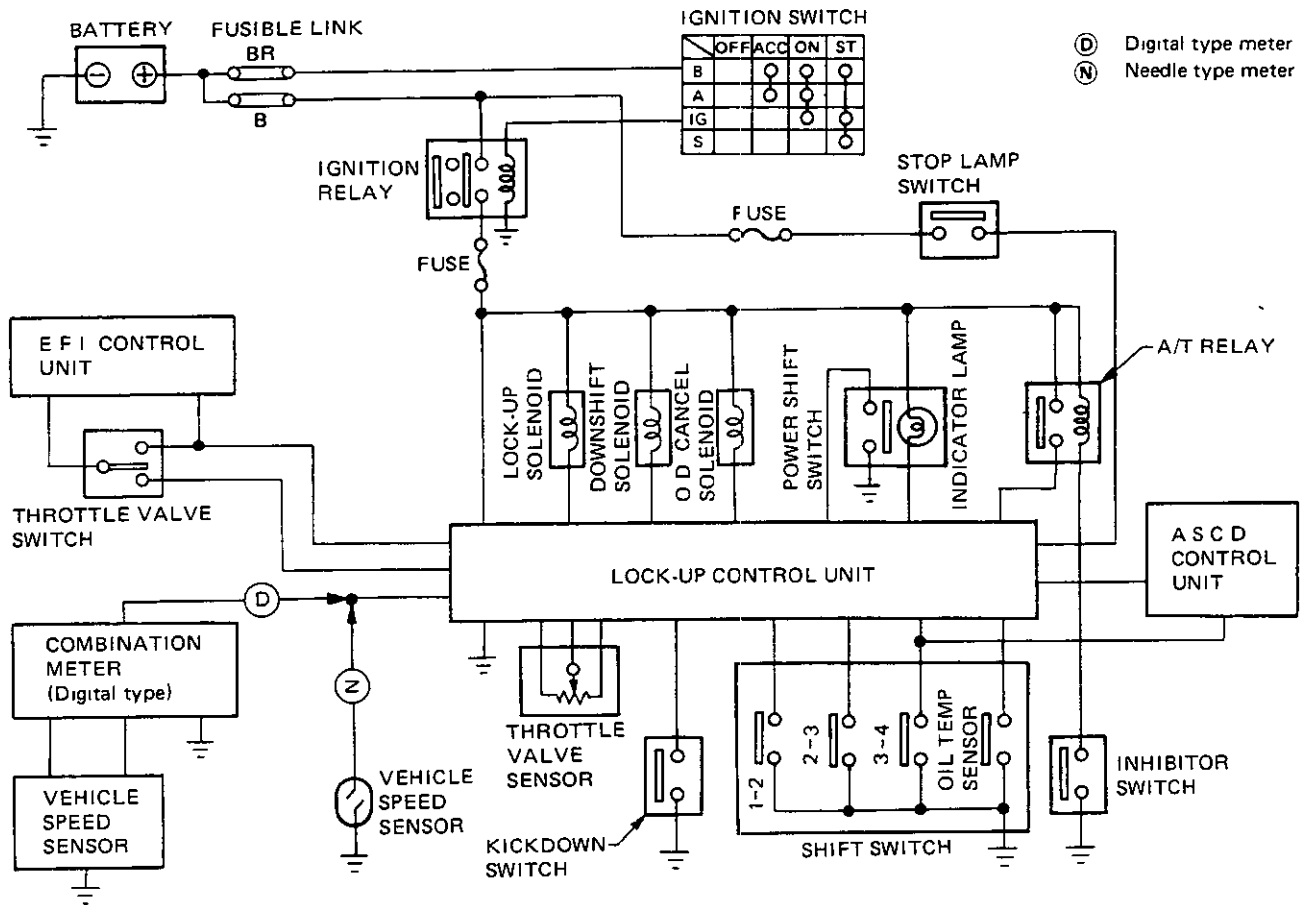 BATTERY
FUSIBLE LINK
BR
B
IGNITION SWITCH
OFF ACC ON ST
B
A
IG
S
D Digital type meter
N Needle type meter
IGNITION
RELAY
STOP LAMP
SWITCH
FUSE
FUSE
E F I CONTROL
UNIT
A/T RELAY
LOCK-UP
SOLENOID
DOWNSHIFT
SOLENOID
O D CANCEL
SOLENOID
POWER SHIFT
SWITCH
INDICATOR LAMP
THROTTLE VALVE
SWITCH
LOCK-UP CONTROL UNIT
A S C D
CONTROL
UNIT
D
COMBINATION
METER
(Digital type)
N
THROTTLE
VALVE
SENSOR
1-2
2-3
3-4
OIL TEMP
SENSOR
VEHICLE
SPEED
SENSOR
VEHICLE
SPEED
SENSOR
KICKDOWN
SWITCH
SHIFT SWITCH
INHIBITOR
SWITCH